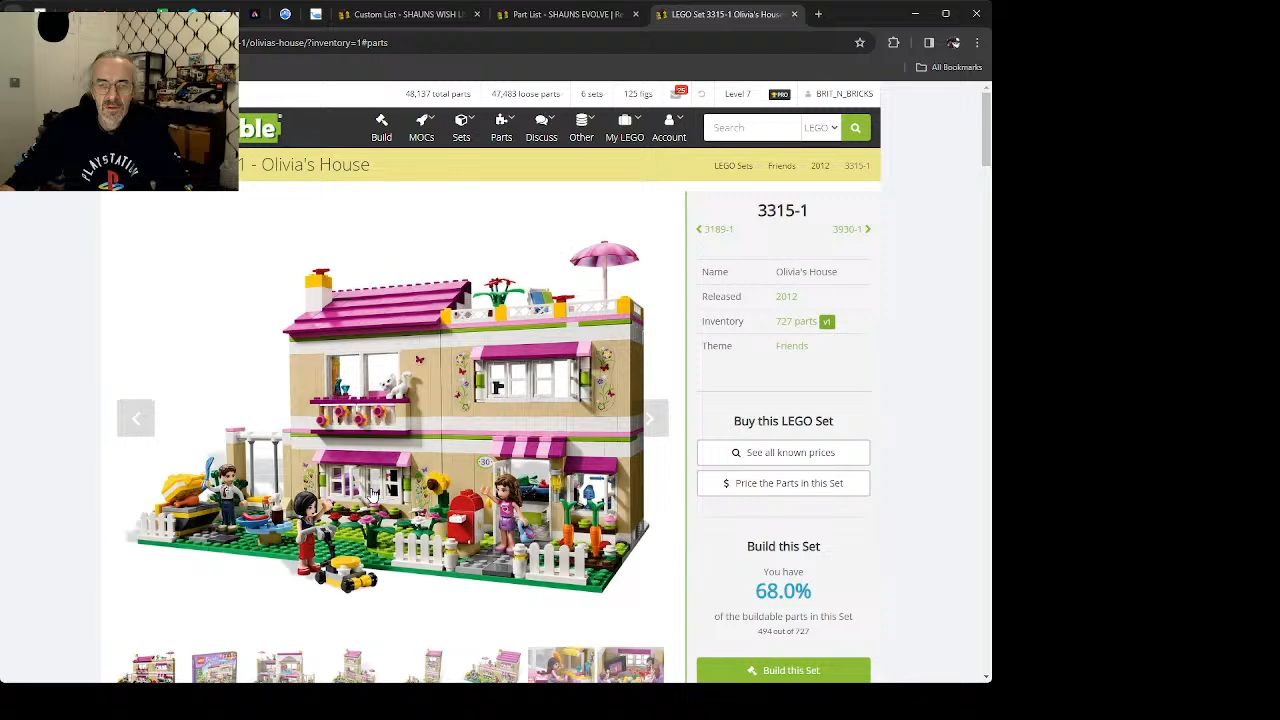 Custom List - SHAUNS WISH LI
Part List - SHAUNS EVOLVE | Re
LEGO Set 3315-1 Olivia's House
-1/olivias-house/?inventory=1#parts
All Bookmarks
48,137 total parts
47,483 loose parts
6 sets
125 figs
25
Level 7
PRO
BRIT_N_BRICKS
ble
Build
MOCs
Sets
Parts
Discuss
Other
My LEGO
Account
Search
LEGO
1 - Olivia's House
LEGO Sets
Friends
2012
3315-1
PLAYSTATION
3315-1
3189-1
3930-1
Name Olivia's House
Released 2012
Inventory 727 parts v1
Theme Friends
Buy this LEGO Set
See all known prices
$ Price the Parts in this Set
30
Build this Set
You have
68.0%
of the buildable parts in this Set
494 out of 727
Build this Set